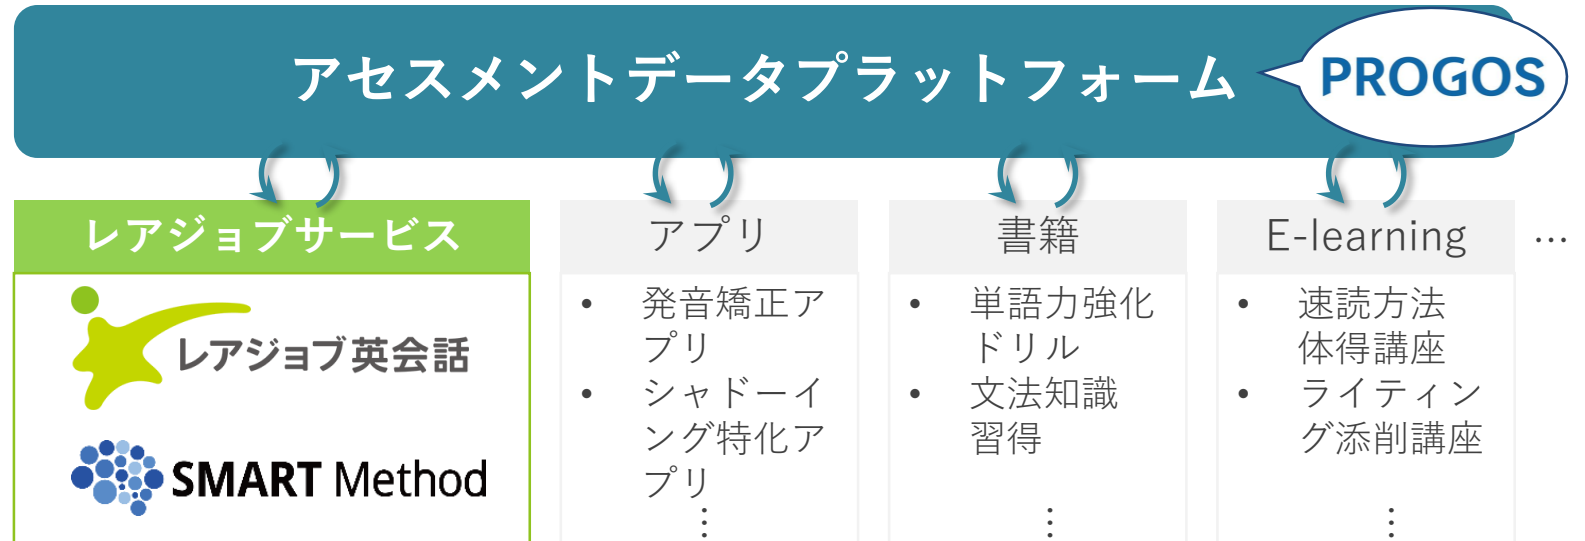 アセスメントデータプラットフォーム
PROGOS
レアジョブサービス
レアジョブ英会話
SMART Method
アプリ
• 発音矯正ア
プリ
• シャドーイ
ング特化ア
プリ
⋮
書籍
• 単語力強化
ドリル
• 文法知識
習得
⋮
E-learning
• 速読方法
体得講座
• ライティン
グ添削講座
⋮
…